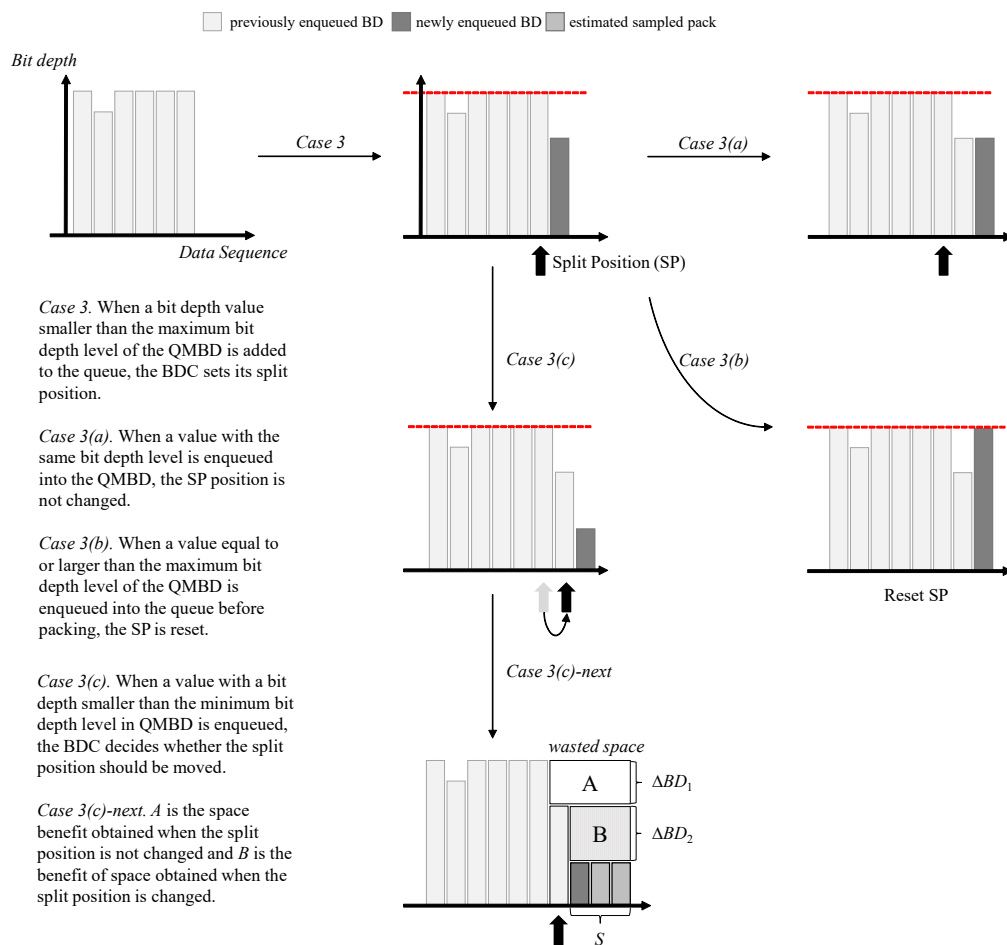 previously enqueued BD newly enqueued BD estimated sampled pack
Bit depth
Case 3
Case 3(a)
Data Sequence
Split Position (SP)
Case 3. When a bit depth value
smaller than the maximum bit
depth level of the QMBD is added
to the queue, the BDC sets its split
position.
Case 3(c)
Case 3(b)
Case 3(a). When a value with the
same bit depth level is enqueued
into the QMBD, the SP position is
not changed.
Case 3(b). When a value equal to
or larger than the maximum bit
depth level of the QMBD is
enqueued into the queue before
packing, the SP is reset.
Reset SP
Case 3(c)-next
Case 3(c). When a value with a bit
depth smaller than the minimum bit
depth level in QMBD is enqueued,
the BDC decides whether the split
position should be moved.
wasted space
A
ΔBD1
B
ΔBD2
Case 3(c)-next. A is the space
benefit obtained when the split
position is not changed and B is the
benefit of space obtained when the
split position is changed.
S